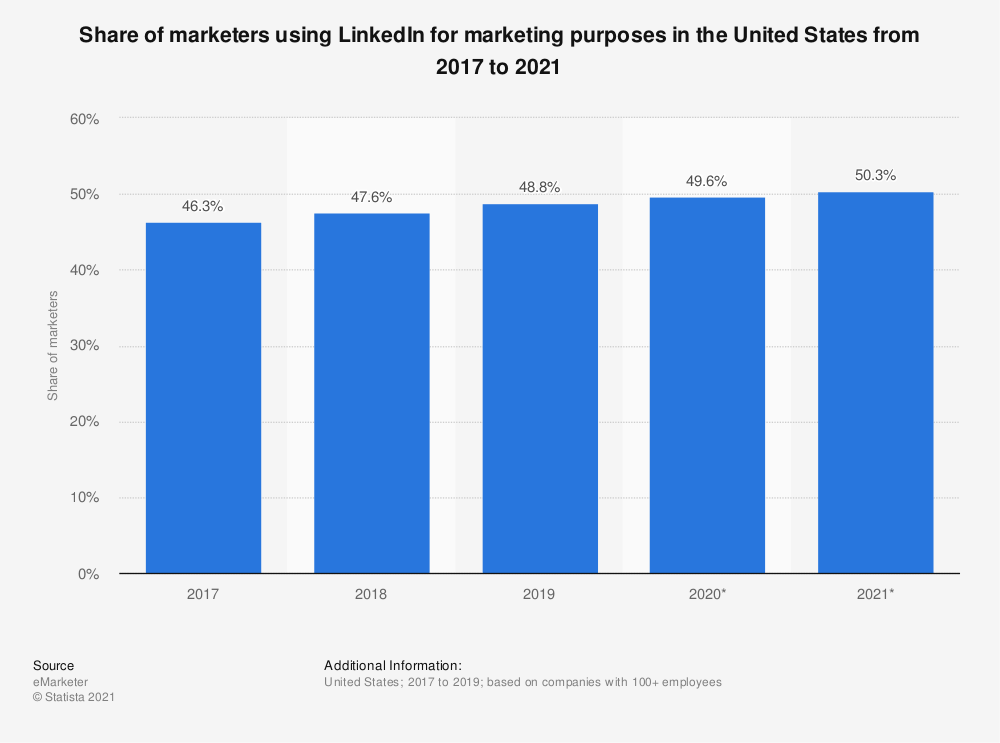 Share of marketers using LinkedIn for marketing purposes in the United States from
2017 to 2021
60%
50%
40%
30%
20%
10%
0%
Share of marketers
46.3%
47.6%
48.8%
49.6%
50.3%
2017
2018
2019
2020*
2021*
Source
eMarketer
© Statista 2021
Additional Information:
United States; 2017 to 2019; based on companies with 100+ employees